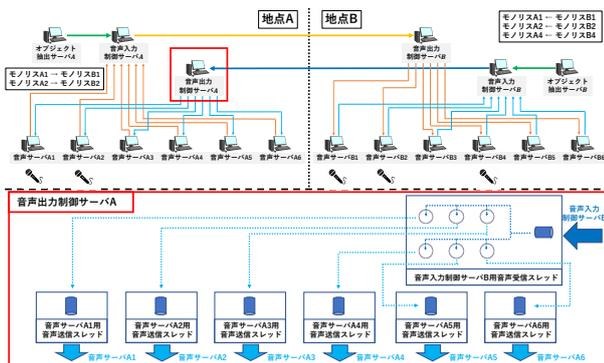 地点A
地点B
モノリスA1 ← モノリスB1
モノリスA2 ← モノリスB2
モノリスA4 ← モノリスB4
オブジェクト
抽出サーバA
音声入力
制御サーバA
音声出力
制御サーバB
モノリスA1 → モノリスB1
モノリスA2 → モノリスB2
音声出力
制御サーバA
音声入力
制御サーバB
オブジェクト
抽出サーバB
音声サーバA1
音声サーバA2
音声サーバA3
音声サーバA4
音声サーバA5
音声サーバA6
音声サーバB1
音声サーバB2
音声サーバB3
音声サーバB4
音声サーバB5
音声サーバB6
音声出力制御サーバA
音声入力
制御サーバB
音声入力制御サーバB用音声受信スレッド
音声サーバA1用
音声送信スレッド
音声サーバA2用
音声送信スレッド
音声サーバA3用
音声送信スレッド
音声サーバA4用
音声送信スレッド
音声サーバA5用
音声送信スレッド
音声サーバA6用
音声送信スレッド
音声サーバA1
音声サーバA2
音声サーバA3
音声サーバA4
音声サーバA5
音声サーバA6